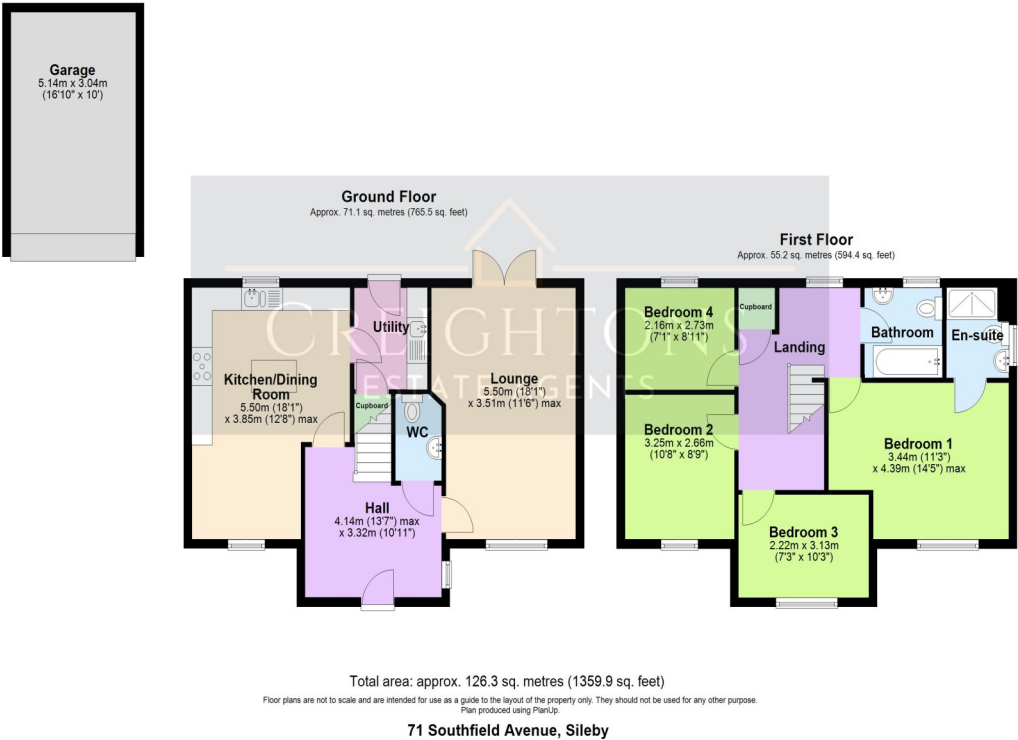 Garage
5.14m x 3.04m
(16'10" x 10')
Ground Floor
Approx. 71.1 sq. metres (765.5 sq. feet)
First Floor
Approx. 55.2 sq. metres (594.4 sq. feet)
CREIGHTONS
ESTATE AGENTS
Utility
Kitchen/Dining
Room
5.50m (18'1")
x 3.85m (12'8") max
Lounge
5.50m (18'1")
x 3.51m (11'6") max
Cupboard
WC
Hall
4.14m (13'7") max
x 3.32m (10'11")
Bedroom 4
2.16m x 2.73m
(7'1" x 8'11")
Cupboard
Landing
Bathroom
En-suite
Bedroom 2
3.25m x 2.66m
(10'8" x 8'9")
Bedroom 1
3.44m (11'3")
x 4.39m (14'5") max
Bedroom 3
2.22m x 3.13m
(7'3" x 10'3")
Total area: approx. 126.3 sq. metres (1359.9 sq. feet)
Floor plans are not to scale and are intended for use as a guide to the layout of the property only. They should not be used for any other purpose.
Plan produced using PlanUp.
71 Southfield Avenue, Sileby